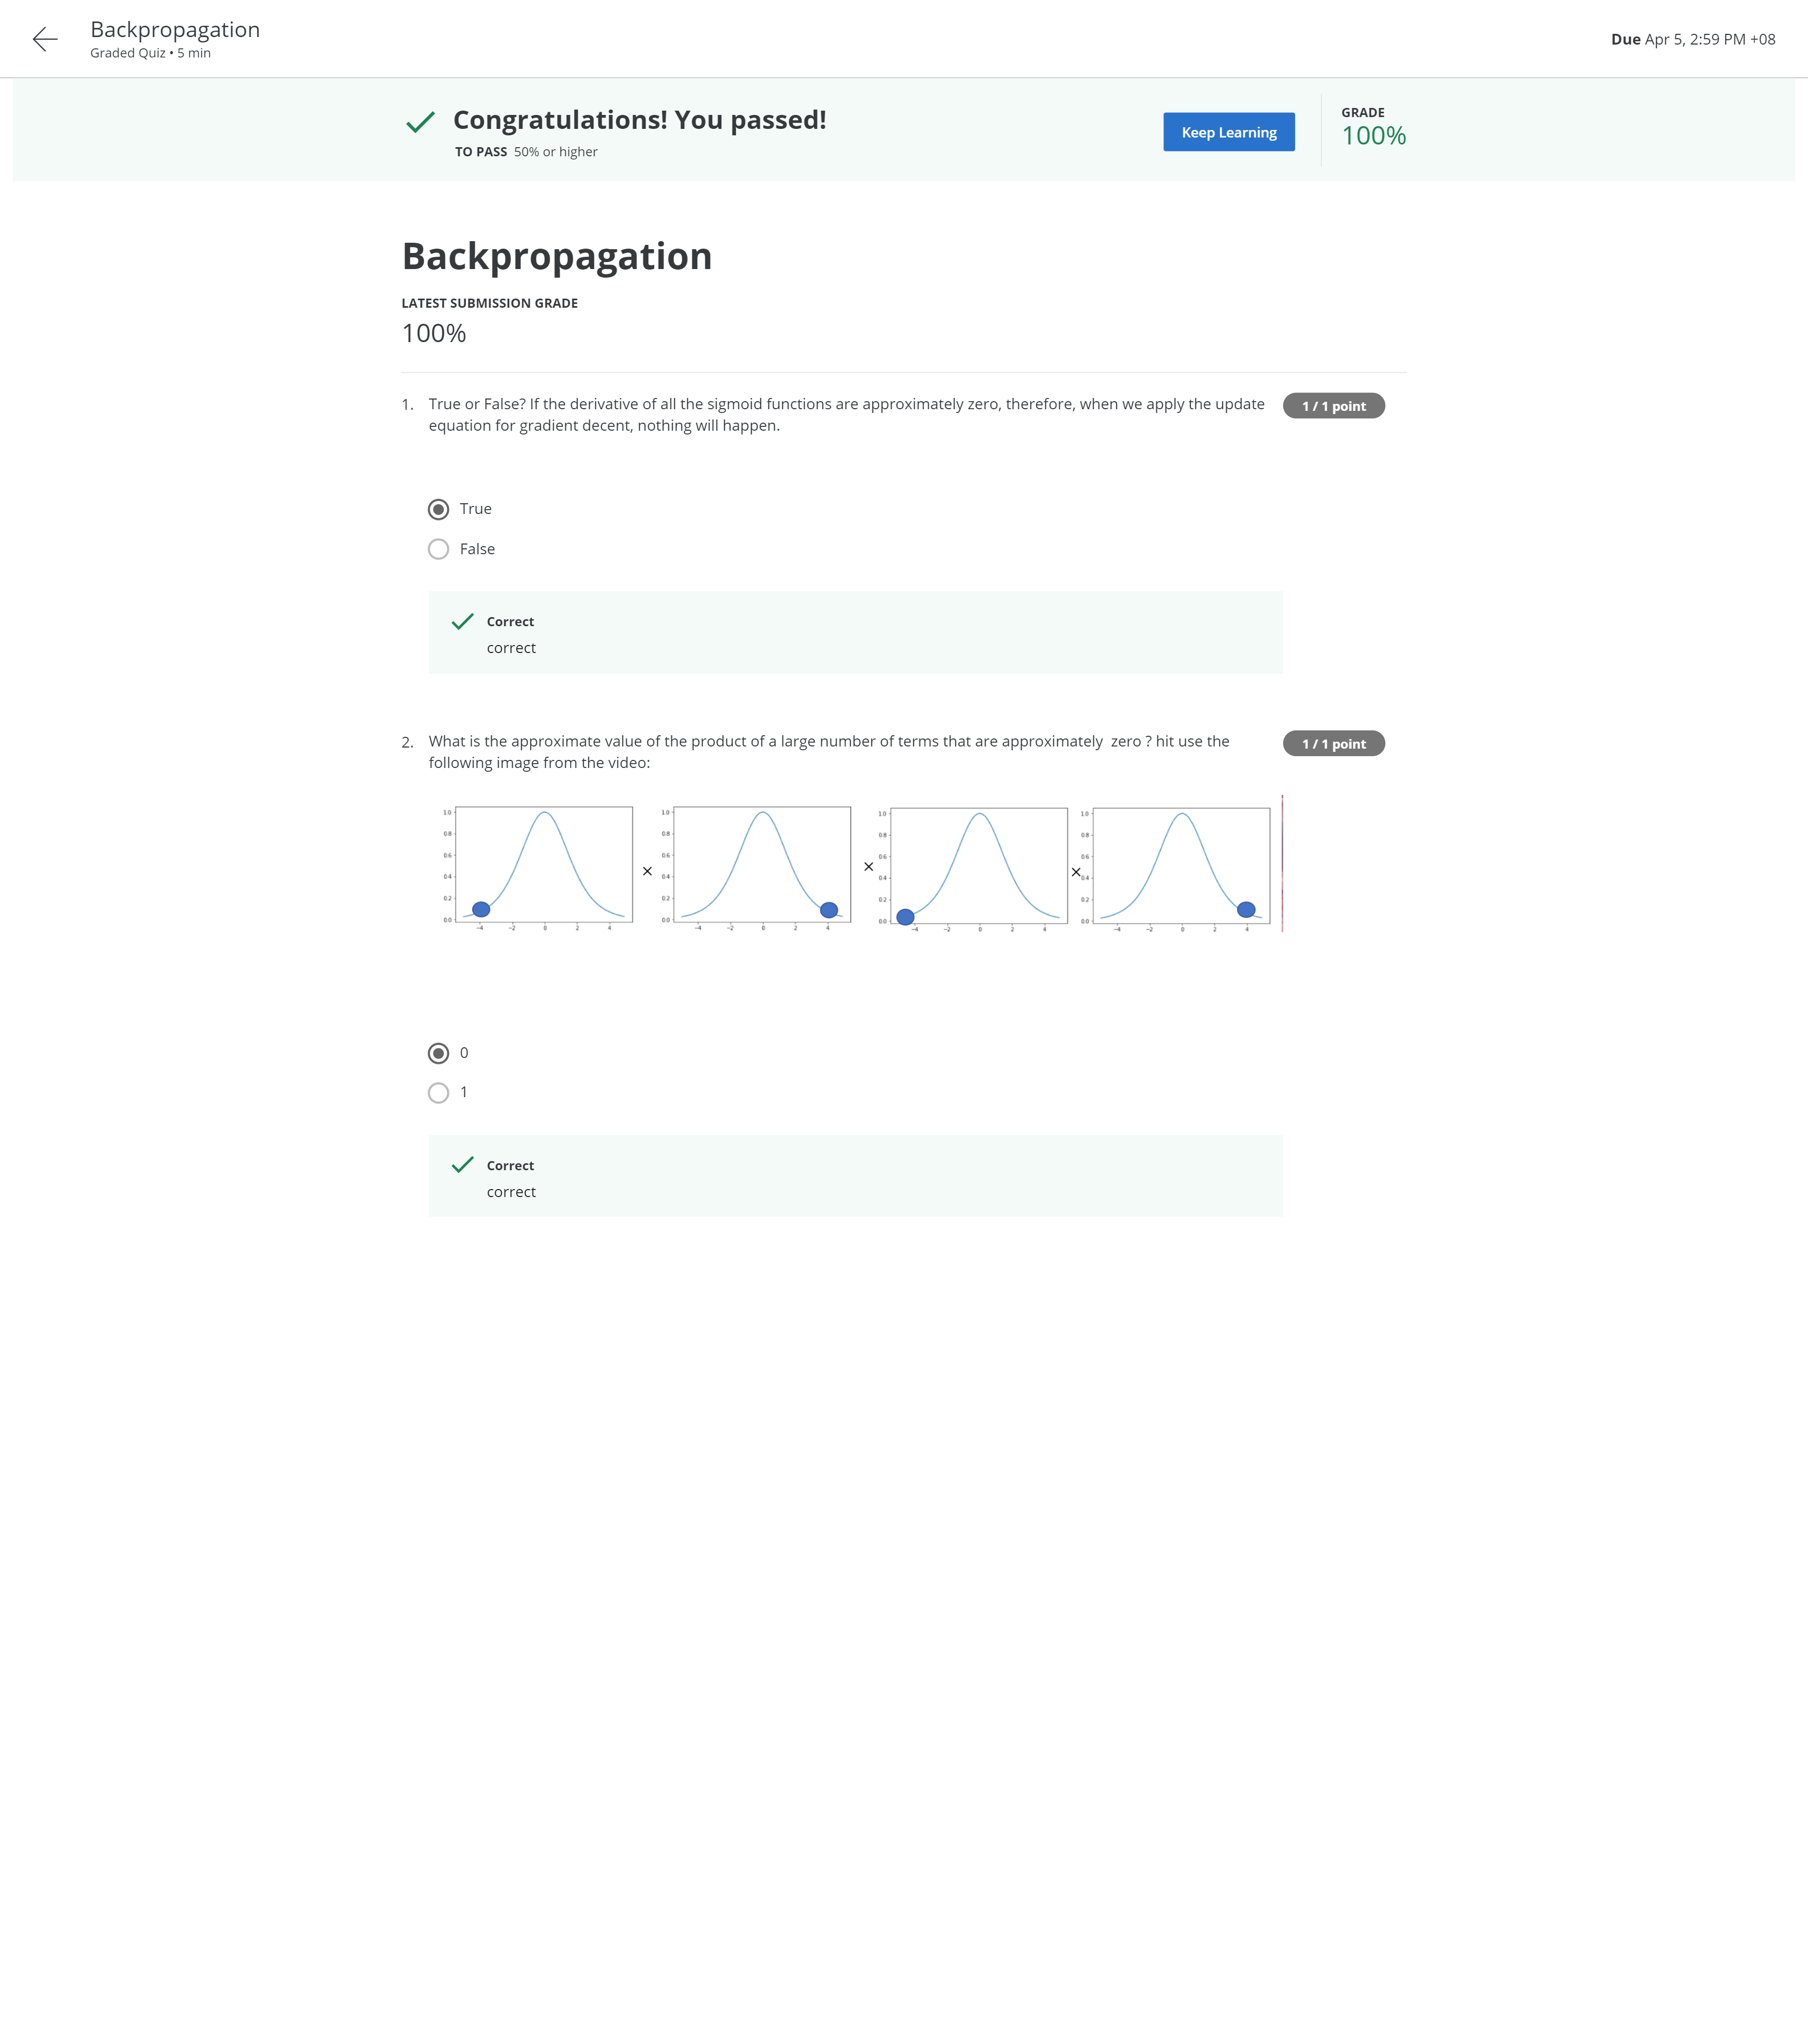 Backpropagation
Graded Quiz • 5 min
Due Apr 5, 2:59 PM +08
Congratulations! You passed!
TO PASS 50% or higher
Keep Learning
GRADE
100%
Backpropagation
LATEST SUBMISSION GRADE
100%
1. True or False? If the derivative of all the sigmoid functions are approximately zero, therefore, when we apply the update
equation for gradient decent, nothing will happen.
1 / 1 point
True
False
Correct
correct
2. What is the approximate value of the product of a large number of terms that are approximately zero ? hit use the
following image from the video:
1 / 1 point
1.0 0.8 0.6 0.4 0.2 0.0
−4 −2 0 2 4
×
1.0 0.8 0.6 0.4 0.2 0.0
−4 −2 0 2 4
×
1.0 0.8 0.6 0.4 0.2 0.0
−4 −2 0 2 4
×
1.0 0.8 0.6 0.4 0.2 0.0
−4 −2 0 2 4
0
1
Correct
correct